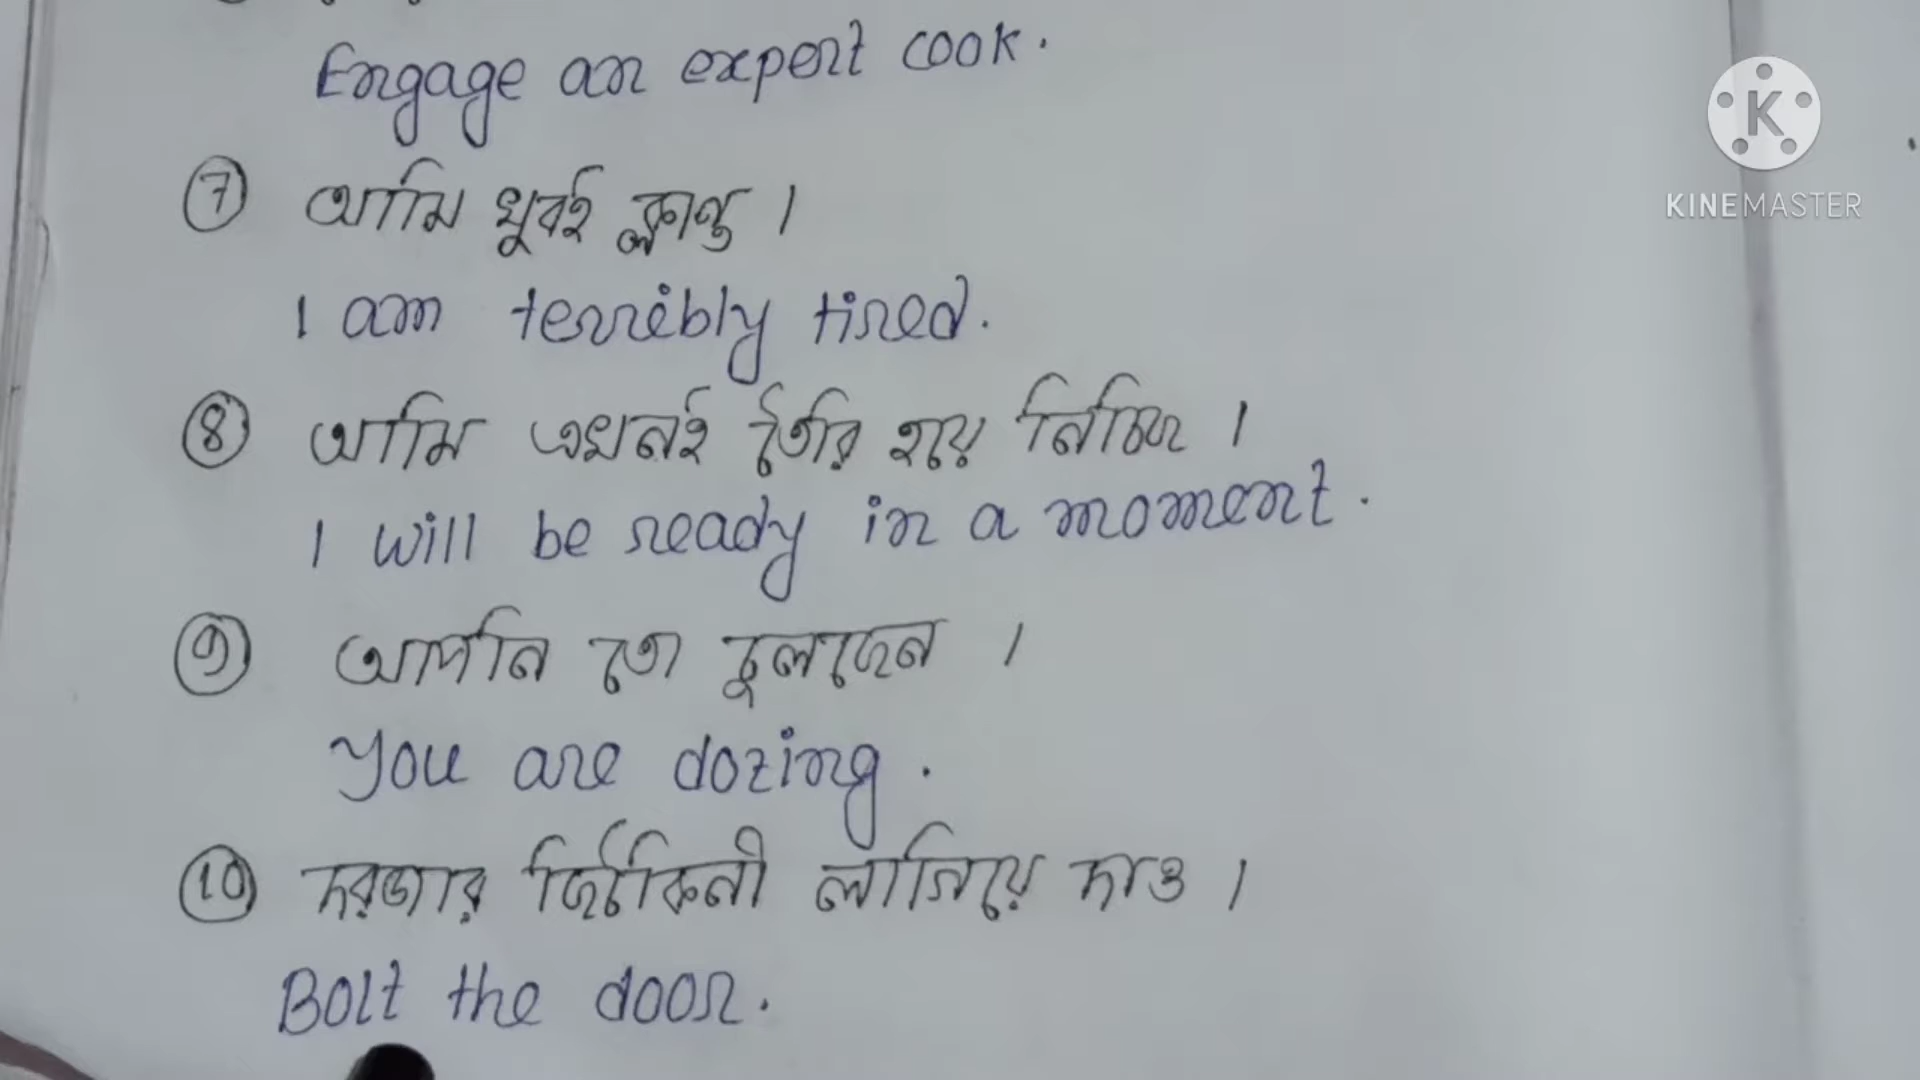 Engage an expert cook.
⑦ আমি খুবই ক্লান্ত ।
I am terribly tired.
⑧ আমি এখনই তৈরি হয়ে নিচ্ছি ।
I will be ready in a moment.
⑨ আপনি তো ঢুলছেন ।
You are dozing.
⑩ দরজার ছিটেকিনী লাগিয়ে দাও ।
Bolt the door.
K
KINEMASTER